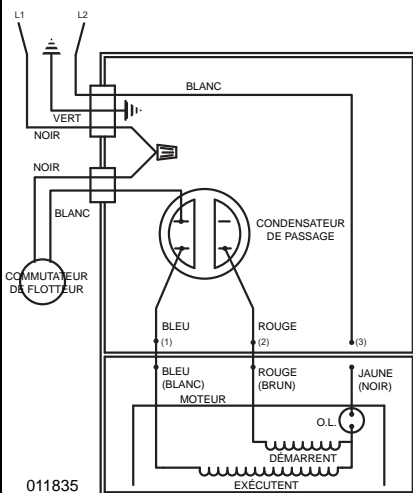 L1
L2
BLANC
VERT
NOIR
NOIR
BLANC
CONDENSATEUR
DE PASSAGE
COMMUTATEUR
DE FLOTTEUR
BLEU
ROUGE
(1)
(2)
(3)
BLEU
(BLANC)
ROUGE
(BRUN)
JAUNE
(NOIR)
MOTEUR
O.L.
DÉMARRENT
EXÉCUTENT
011835